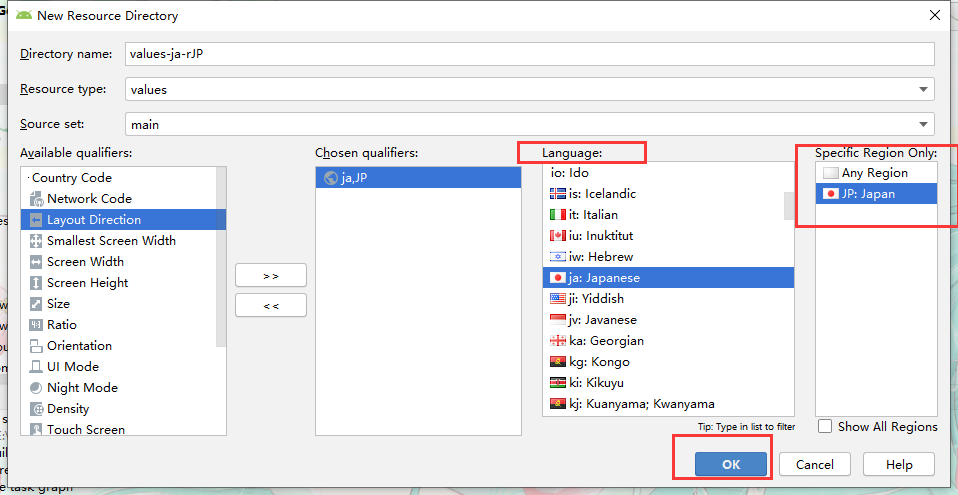 New Resource Directory
Directory name: values-ja-rJP
Resource type: values
Source set: main
Available qualifiers:
Country Code
Network Code
Layout Direction
Smallest Screen Width
Screen Width
Screen Height
Size
Ratio
Orientation
UI Mode
Night Mode
Density
Touch Screen
>>
<<
Chosen qualifiers:
ja,JP
Language:
io: Ido
is: Icelandic
it: Italian
iu: Inuktitut
iw: Hebrew
ja: Japanese
ji: Yiddish
jv: Javanese
ka: Georgian
kg: Kongo
ki: Kikuyu
kj: Kuanyama; Kwanyama
Tip: Type in list to filter
Specific Region Only:
Any Region
JP: Japan
Show All Regions
OK
Cancel
Help
task graph